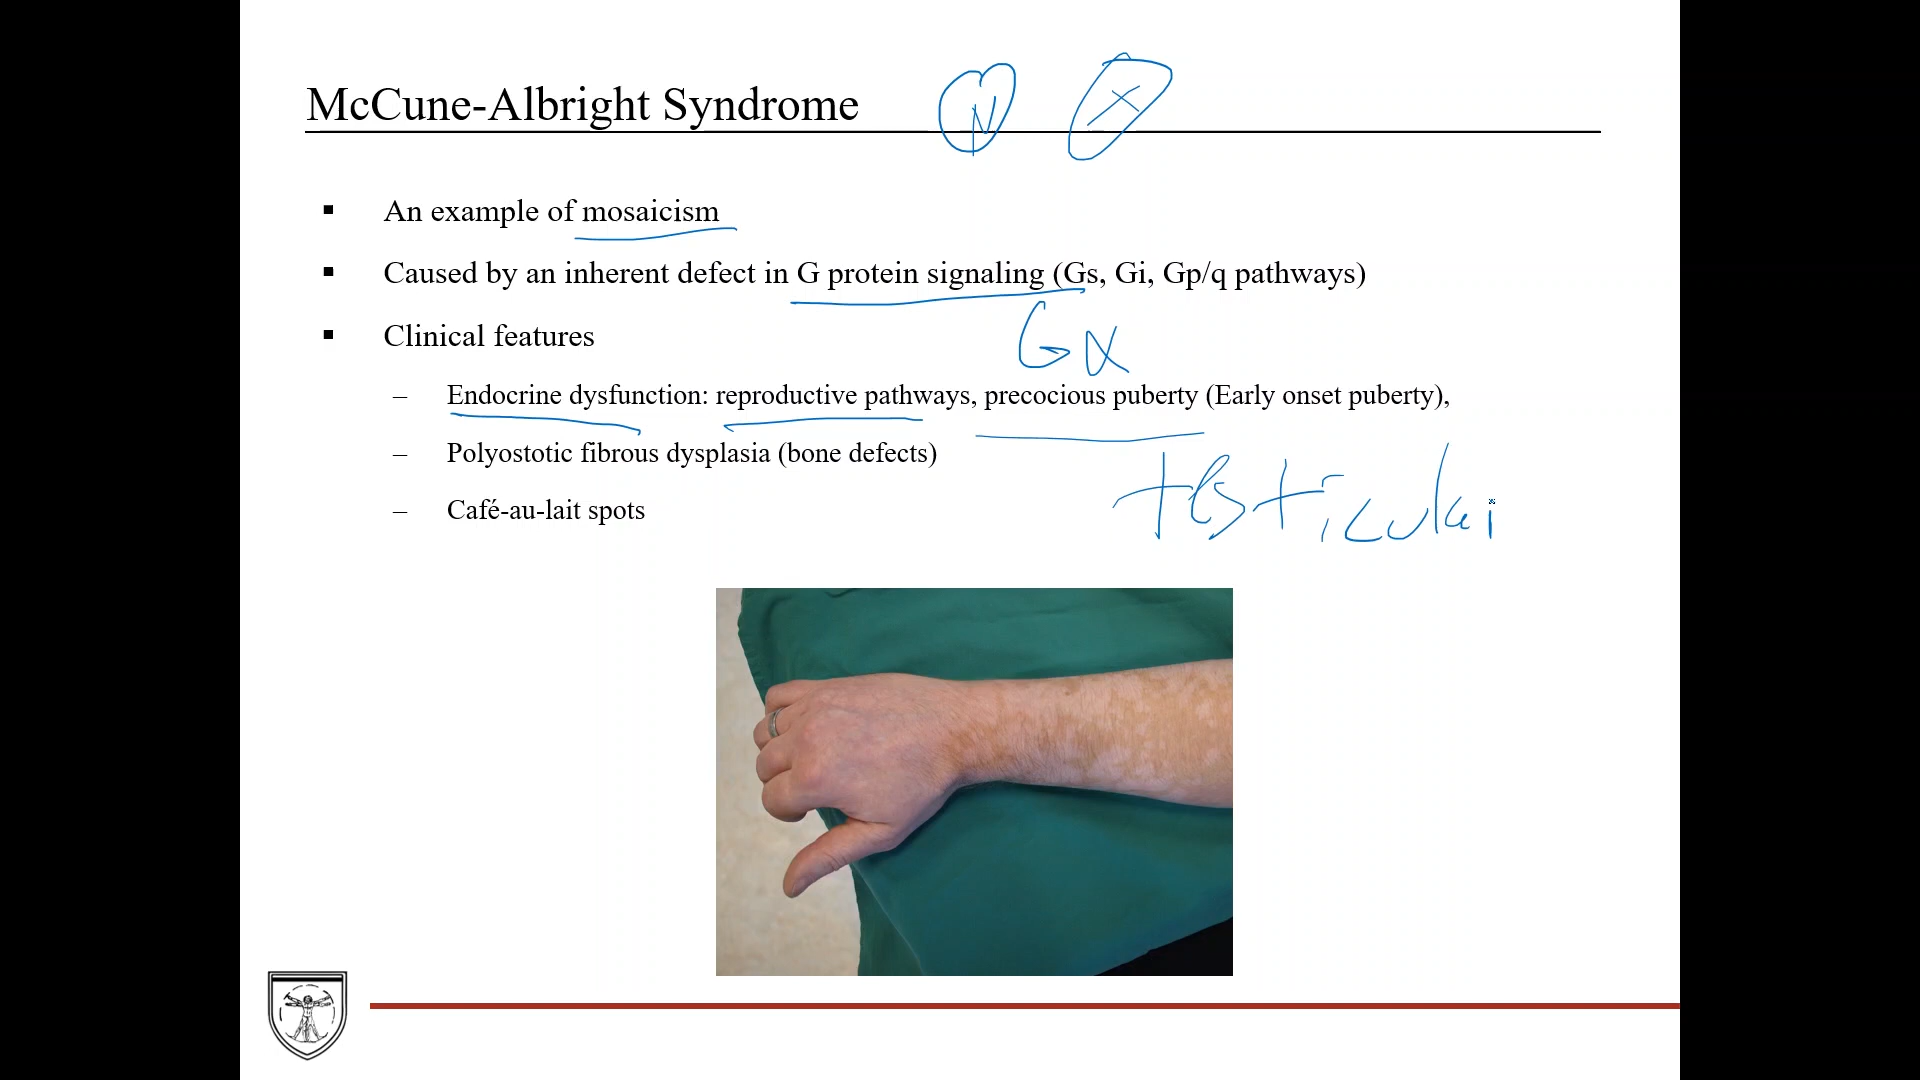 McCune-Albright Syndrome
N X
▪ An example of mosaicism
▪ Caused by an inherent defect in G protein signaling (Gs, Gi, Gp/q pathways)
▪ Clinical features
Gα
– Endocrine dysfunction: reproductive pathways, precocious puberty (Early onset puberty),
– Polyostotic fibrous dysplasia (bone defects)
testiculai
– Café-au-lait spots